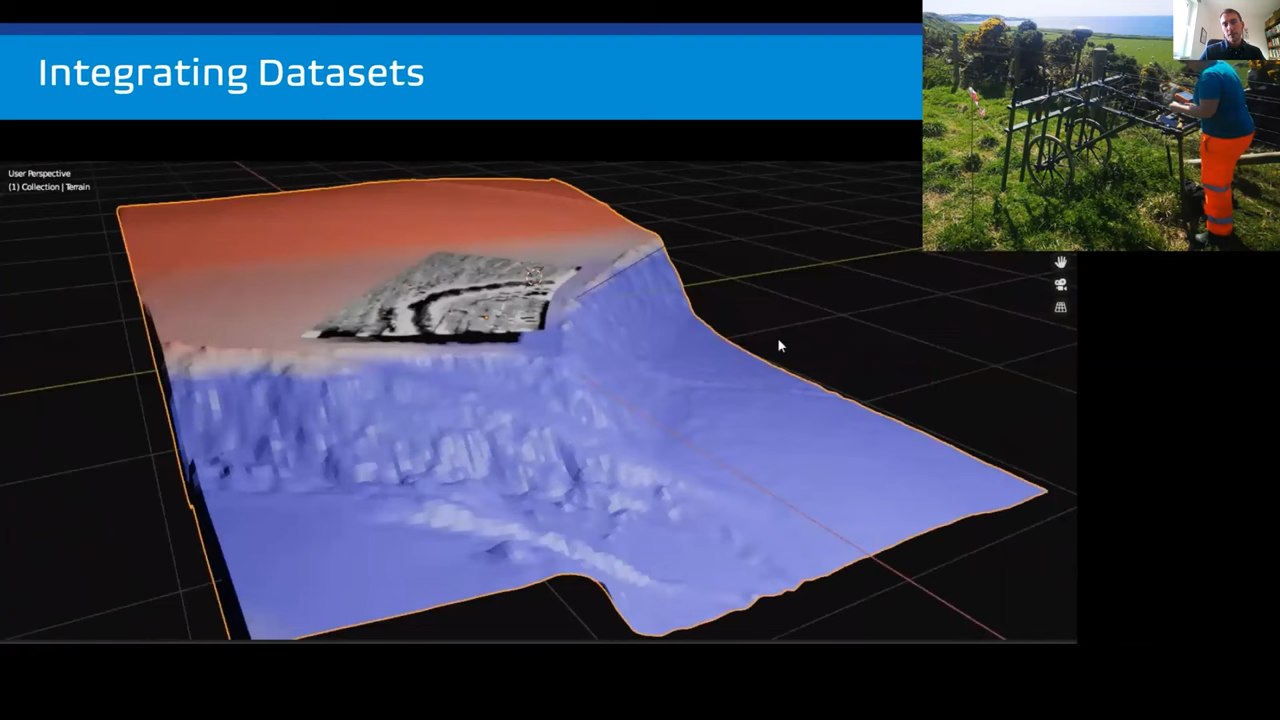 Integrating Datasets
User Perspective
(1) Collection | Terrain